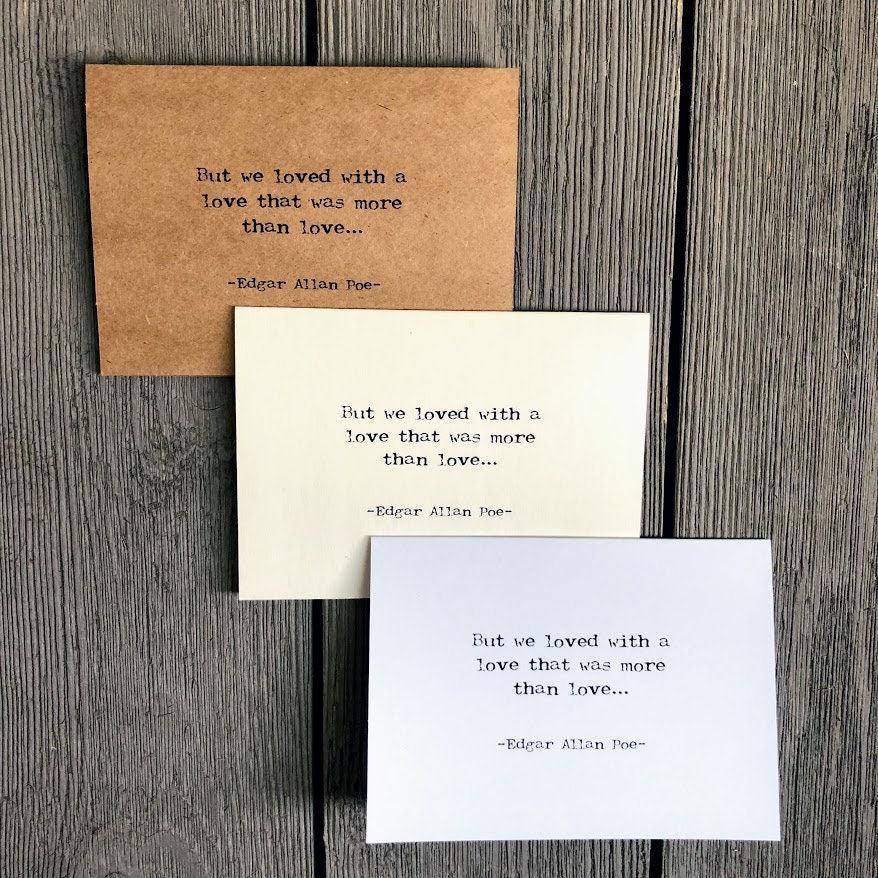 But we loved with a
love that was more
than love...
-Edgar Allan Poe-
But we loved with a
love that was more
than love...
-Edgar Allan Poe-
But we loved with a
love that was more
than love...
-Edgar Allan Poe-